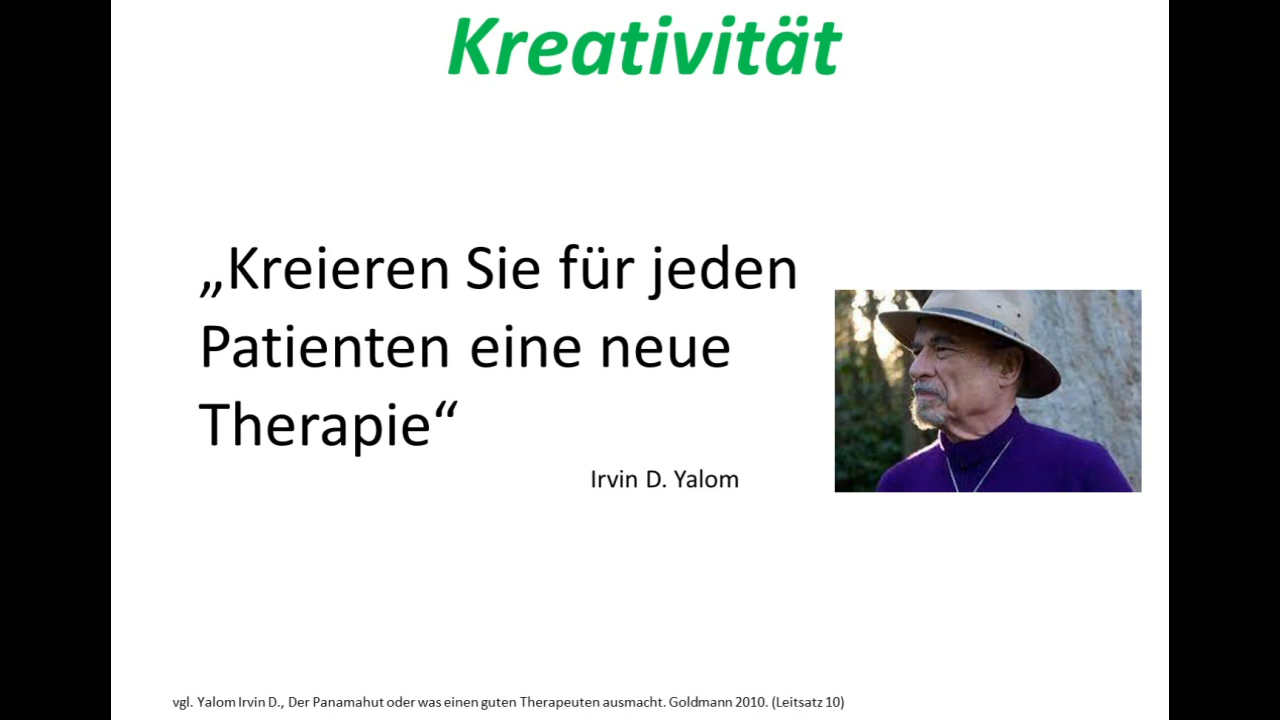 Kreativität
„Kreieren Sie für jeden
Patienten eine neue
Therapie“
Irvin D. Yalom
vgl. Yalom Irvin D., Der Panamahut oder was einen guten Therapeuten ausmacht. Goldmann 2010. (Leitsatz 10)